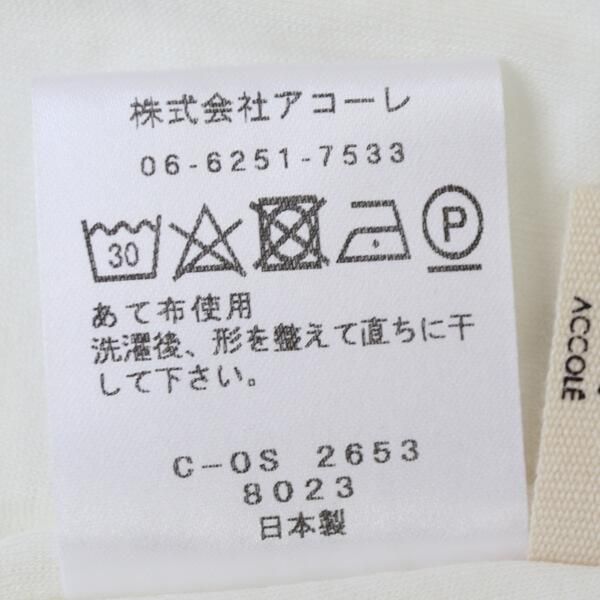 株式会社アコーレ
06-6251-7533
30
P
あて布使用
洗濯後、形を整えて直ちに干
して下さい。
C-OS 2653
8023
日本製
ACCOLĒ